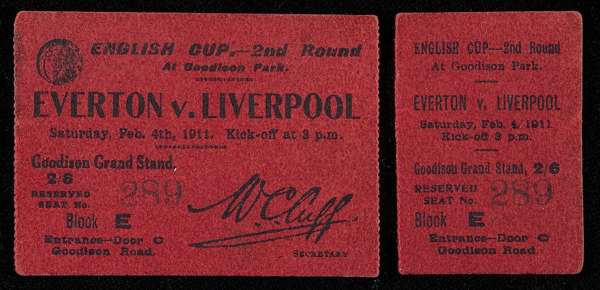 ENGLISH CUP.—2nd Round
At Goodison Park.
EVERTON v. LIVERPOOL
Saturday, Feb. 4th, 1911. Kick-off at 3 p.m.
Goodison Grand Stand.
2/6
RESERVED
SEAT No. 289
Block E
Entrance—Door C
Goodison Road.
W.C. Cuff
SECRETARY
ENGLISH CUP—2nd Round
At Goodison Park.
EVERTON v. LIVERPOOL
Saturday, Feb. 4, 1911
Kick-off 3 p.m.
Goodison Grand Stand, 2/6
RESERVED
SEAT No. 289
Block E
Entrance—Door C
Goodison Road.